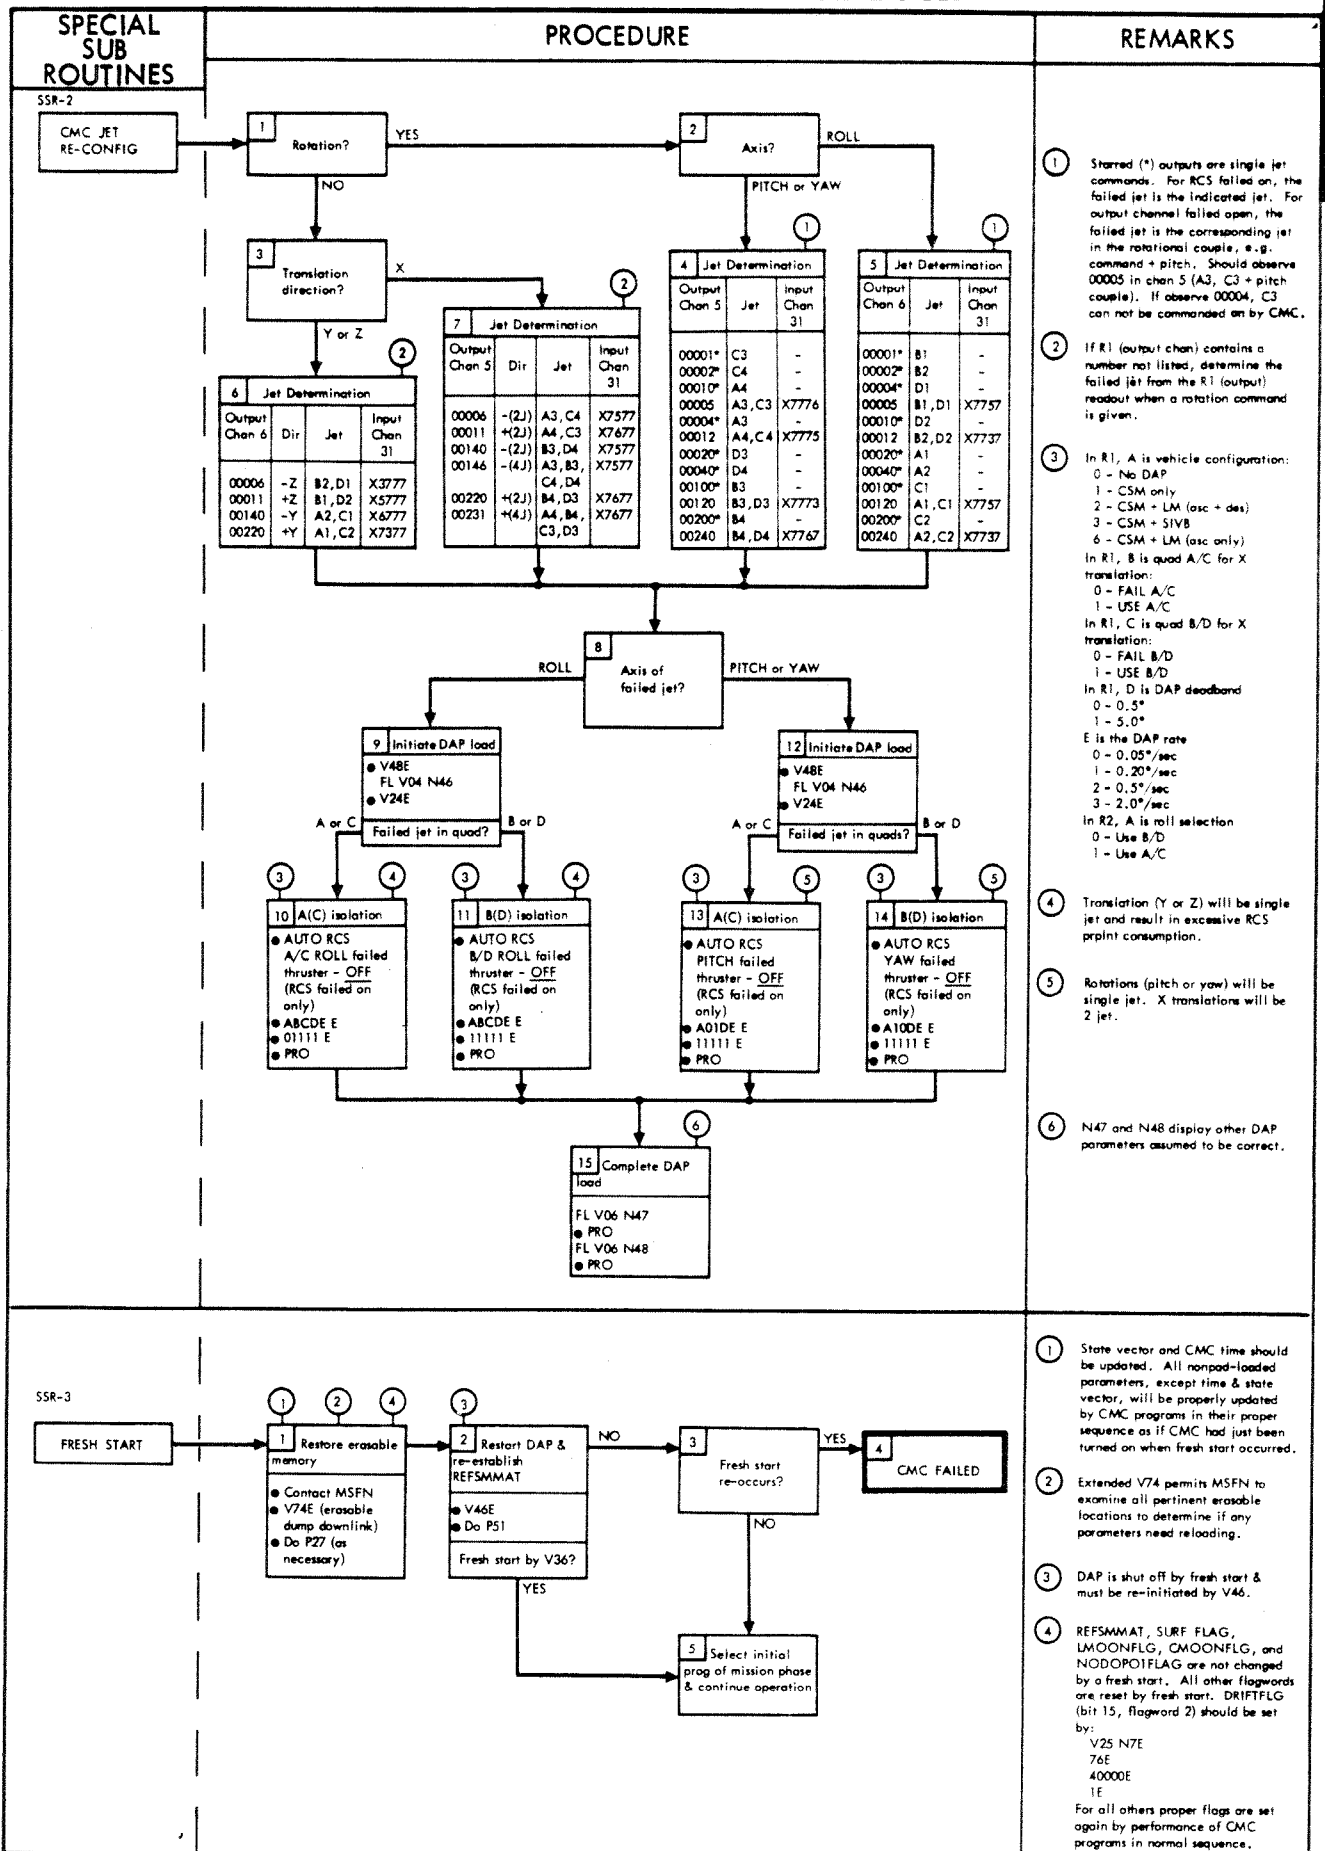 SPECIAL
SUB
ROUTINES
PROCEDURE
REMARKS
SSR-2
CMC JET
RE-CONFIG
1
Rotation?
YES
NO
2
Axis?
ROLL
PITCH or YAW
3
Translation
direction?
X
Y or Z
1
4 Jet Determination
Output Chan 5 Jet Input Chan 31
00001* C3 -
00002* C4 -
00010* A4 -
00005 A3,C3 X7776
00004* A3 -
00012 A4,C4 X7775
00020* D3 -
00040* D4 -
00100* B3 -
00120 B3,D3 X7773
00200* B4 -
00240 B4,D4 X7767
1
5 Jet Determination
Output Chan 6 Jet Input Chan 31
00001* B1 -
00002* B2 -
00004* D1 -
00005 B1,D1 X7757
00010* D2 -
00012 B2,D2 X7737
00020* A1 -
00040* A2 -
00100* C1 -
00120 A1,C1 X7757
00200* C2 -
00240 A2,C2 X7737
2
7 Jet Determination
Output Chan 5 Dir Jet Input Chan 31
00006 -(2J) A3,C4 X7577
00011 +(2J) A4,C3 X7677
00140 -(2J) B3,D4 X7577
00146 -(4J) A3,B3, X7577
C4,D4
00220 +(2J) B4,D3 X7677
00231 +(4J) A4,B4, X7677
C3,D3
2
6 Jet Determination
Output Chan 6 Dir Jet Input Chan 31
00006 -Z B2,D1 X3777
00011 +Z B1,D2 X5777
00140 -Y A2,C1 X6777
00220 +Y A1,C2 X7377
8
Axis of
failed jet?
ROLL
PITCH or YAW
9 Initiate DAP load
● V48E
FL V04 N46
● V24E
Failed jet in quad?
A or C
B or D
12 Initiate DAP load
● V48E
FL V04 N46
● V24E
Failed jet in quads?
A or C
B or D
3
4
10 A(C) isolation
● AUTO RCS
A/C ROLL failed
thruster - OFF
(RCS failed on
only)
● ABCDE E
● 01111 E
● PRO
3
4
11 B(D) isolation
● AUTO RCS
B/D ROLL failed
thruster - OFF
(RCS failed on
only)
● ABCDE E
● 11111 E
● PRO
3
5
13 A(C) isolation
● AUTO RCS
PITCH failed
thruster - OFF
(RCS failed on
only)
● A01DE E
● 11111 E
● PRO
3
5
14 B(D) isolation
● AUTO RCS
YAW failed
thruster - OFF
(RCS failed on
only)
● A10DE E
● 11111 E
● PRO
6
15 Complete DAP
load
FL V06 N47
● PRO
FL V06 N48
● PRO
1 Starred (*) outputs are single jet
commands. For RCS failed on, the
failed jet is the indicated jet. For
output channel failed open, the
failed jet is the corresponding jet
in the rotational couple, e.g.
command + pitch. Should observe
00005 in chan 5 (A3, C3 + pitch
couple). If observe 00004, C3
can not be commanded on by CMC.
2 If R1 (output chan) contains a
number not listed, determine the
failed jet from the R1 (output)
readout when a rotation command
is given.
3 In R1, A is vehicle configuration:
0 - No DAP
1 - CSM only
2 - CSM + LM (asc + des)
3 - CSM + SIVB
6 - CSM + LM (asc only)
In R1, B is quad A/C for X
translation:
0 - FAIL A/C
1 - USE A/C
In R1, C is quad B/D for X
translation:
0 - FAIL B/D
1 - USE B/D
In R1, D is DAP deadband
0 - 0.5°
1 - 5.0°
E is the DAP rate
0 - 0.05°/sec
1 - 0.20°/sec
2 - 0.5°/sec
3 - 2.0°/sec
In R2, A is roll selection
0 - Use B/D
1 - Use A/C
4 Translation (Y or Z) will be single
jet and result in excessive RCS
prplnt consumption.
5 Rotations (pitch or yaw) will be
single jet. X translations will be
2 jet.
6 N47 and N48 display other DAP
parameters assumed to be correct.
SSR-3
FRESH START
1
2
4
1 Restore erasable
memory
● Contact MSFN
● V74E (erasable
dump downlink)
● Do P27 (as
necessary)
3
2 Restart DAP &
re-establish
REFSMMAT
● V46E
● Do P51
Fresh start by V36?
NO
YES
3
Fresh start
re-occurs?
YES
NO
4
CMC FAILED
5 Select initial
prog of mission phase
& continue operation
1 State vector and CMC time should
be updated. All nonpad-loaded
parameters, except time & state
vector, will be properly updated
by CMC programs in their proper
sequence as if CMC had just been
turned on when fresh start occurred.
2 Extended V74 permits MSFN to
examine all pertinent erasable
locations to determine if any
parameters need reloading.
3 DAP is shut off by fresh start &
must be re-initiated by V46.
4 REFSMMAT, SURF FLAG,
LMOONFLG, CMOONFLG, and
NODOPO1FLAG are not changed
by a fresh start. All other flagwords
are reset by fresh start. DRIFTFLG
(bit 15, flagword 2) should be set
by:
V25 N7E
76E
40000E
1E
For all others proper flags are set
again by performance of CMC
programs in normal sequence.